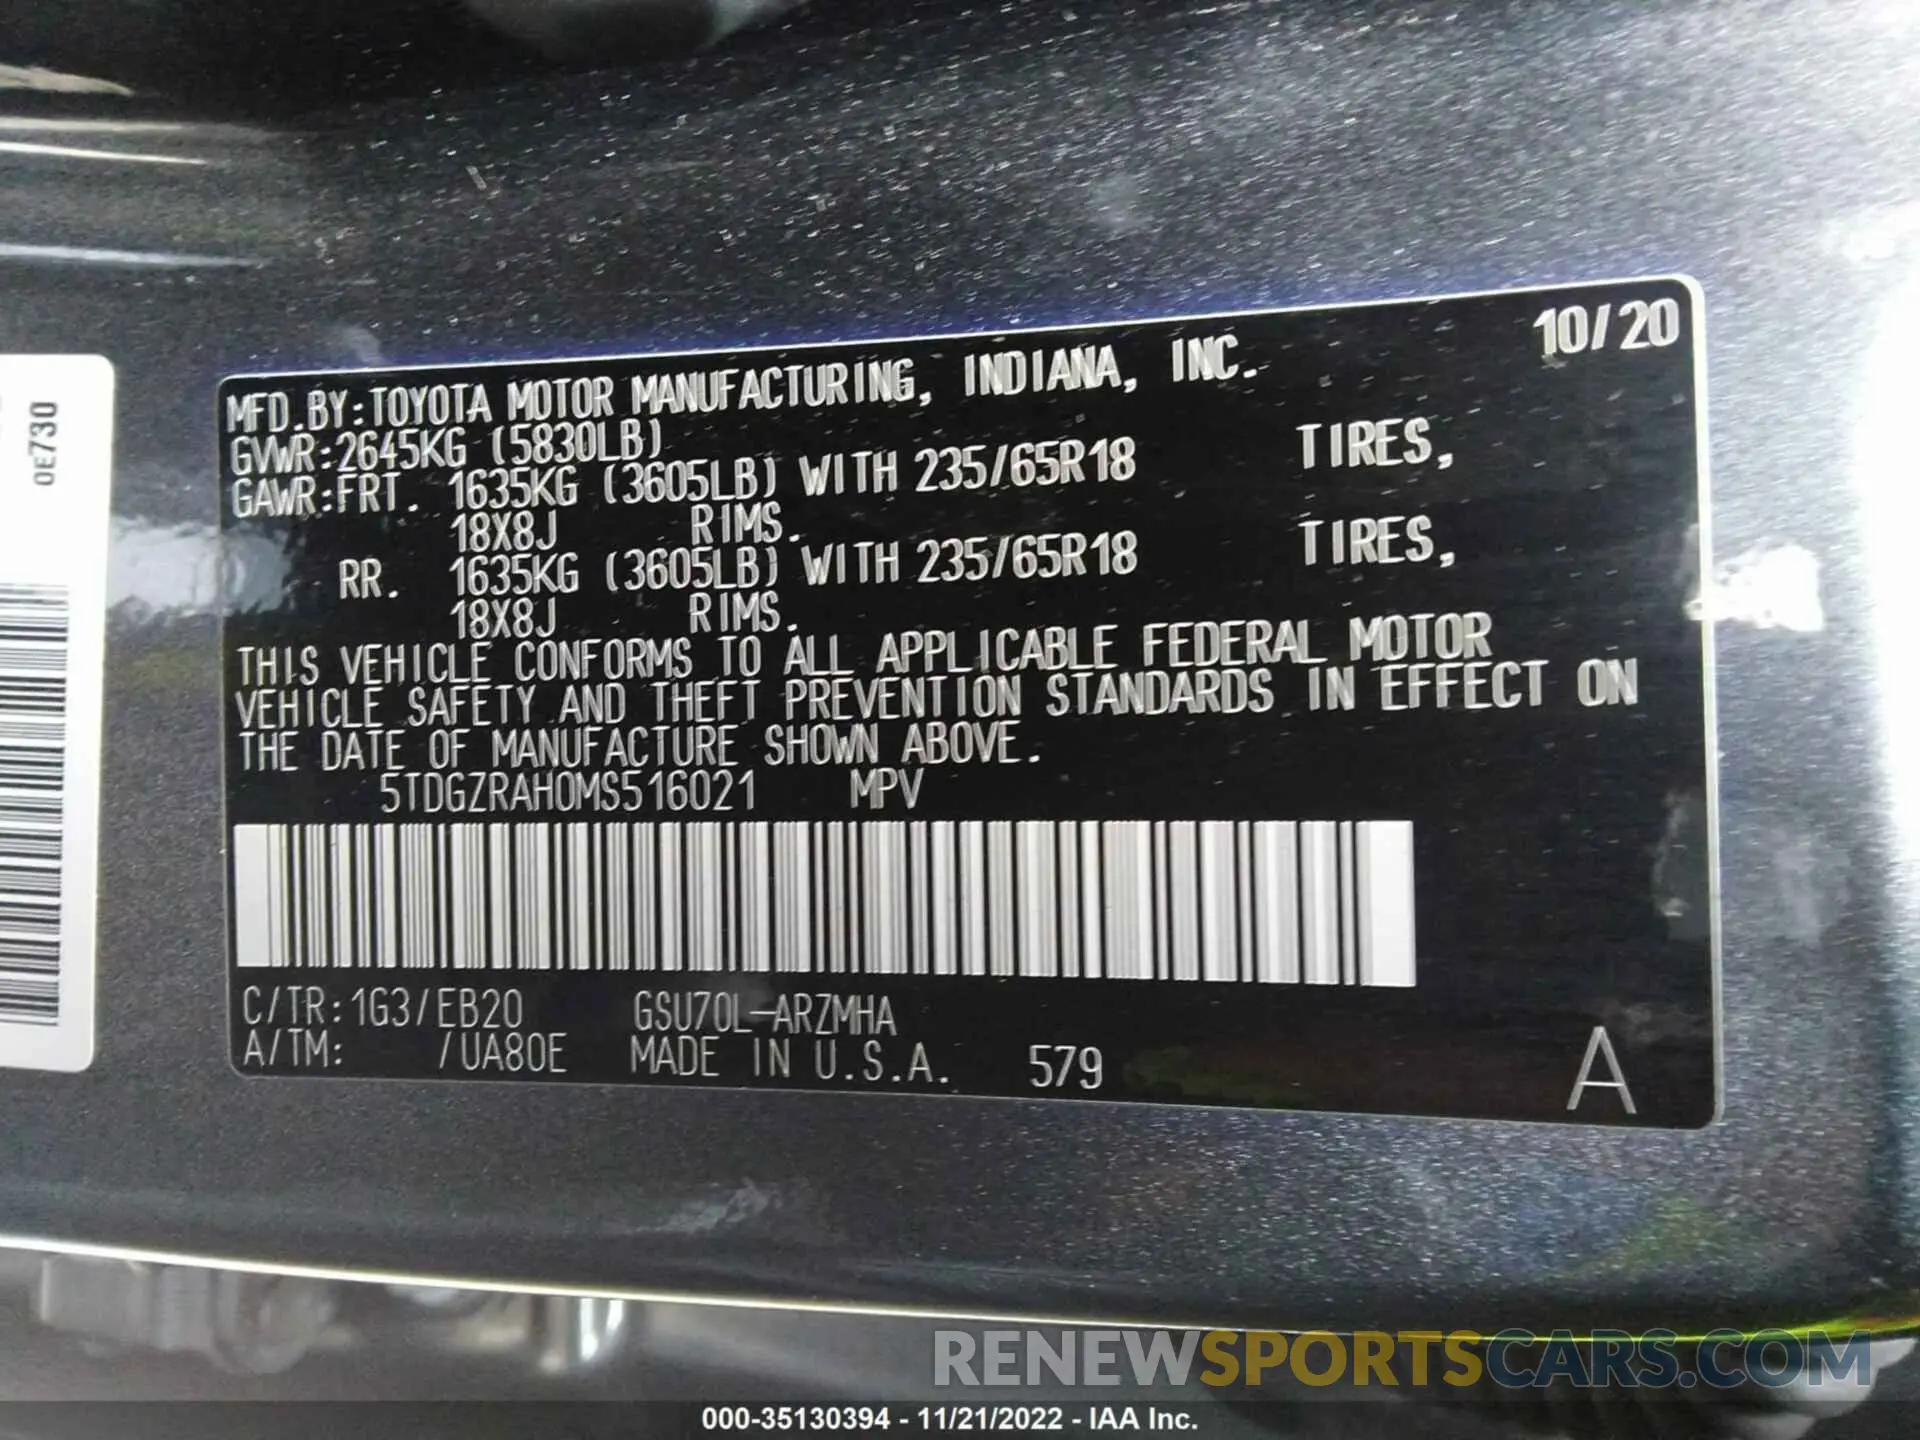 0E730
10/20
MFD.BY:TOYOTA MOTOR MANUFACTURING, INDIANA, INC.
GVWR:2645KG (5830LB)
GAWR:FRT. 1635KG (3605LB) WITH 235/65R18 TIRES,
18X8J RIMS.
RR. 1635KG (3605LB) WITH 235/65R18 TIRES,
18X8J RIMS.
THIS VEHICLE CONFORMS TO ALL APPLICABLE FEDERAL MOTOR
VEHICLE SAFETY AND THEFT PREVENTION STANDARDS IN EFFECT ON
THE DATE OF MANUFACTURE SHOWN ABOVE.
5TDGZRAH0MS516021 MPV
C/TR:1G3/EB20 GSU70L-ARZMHA
A/TM: /UA80E MADE IN U.S.A. 579 A
RENEWSPORTSCARS.COM
000-35130394 - 11/21/2022 - IAA Inc.